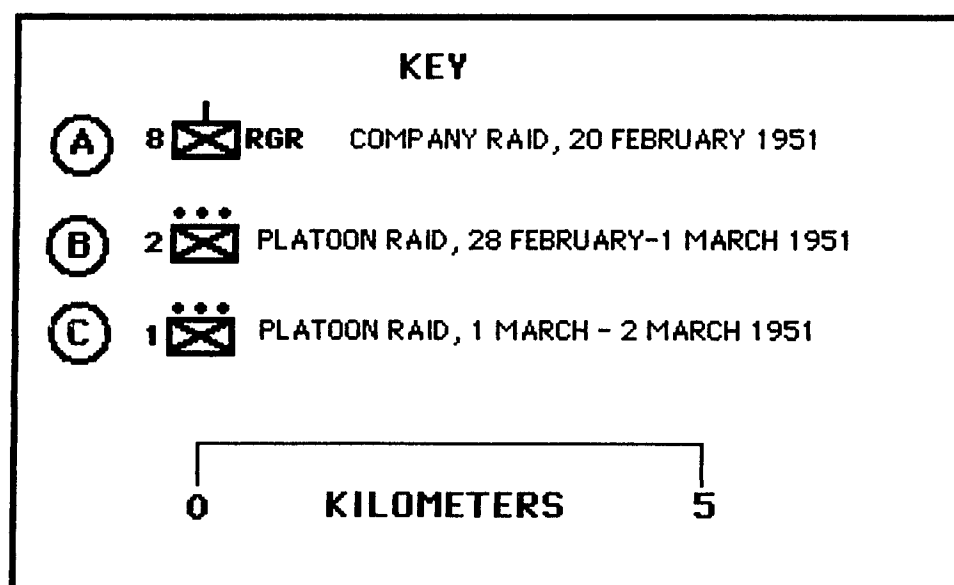 KEY
A 8 RGR COMPANY RAID, 20 FEBRUARY 1951
B 2 PLATOON RAID, 28 FEBRUARY-1 MARCH 1951
C 1 PLATOON RAID, 1 MARCH - 2 MARCH 1951
0 KILOMETERS 5